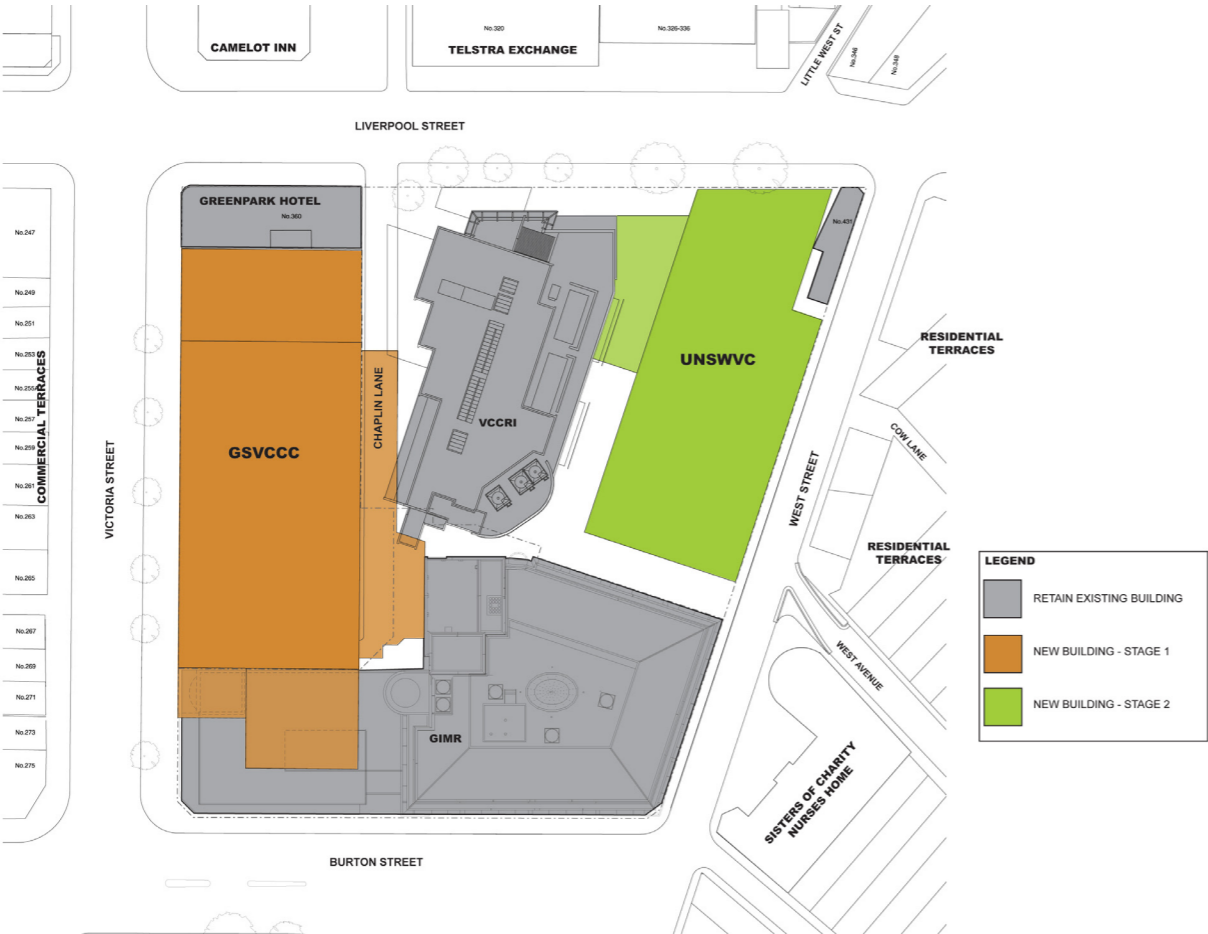 CAMELOT INN
No.320
No.326-336
TELSTRA EXCHANGE
LITTLE WEST ST
No.346
No.348
LIVERPOOL STREET
GREENPARK HOTEL
No.360
No.431
No.247
No.249
No.251
No.253
No.255
No.257
No.259
No.261
No.263
No.265
No.267
No.269
No.271
No.273
No.275
COMMERCIAL TERRACES
VICTORIA STREET
GSVCCC
CHAPLIN LANE
VCCRI
UNSWVC
WEST STREET
RESIDENTIAL
TERRACES
COW LANE
RESIDENTIAL
TERRACES
WEST AVENUE
GIMR
SISTERS OF CHARITY
NURSES HOME
BURTON STREET
LEGEND
RETAIN EXISTING BUILDING
NEW BUILDING - STAGE 1
NEW BUILDING - STAGE 2